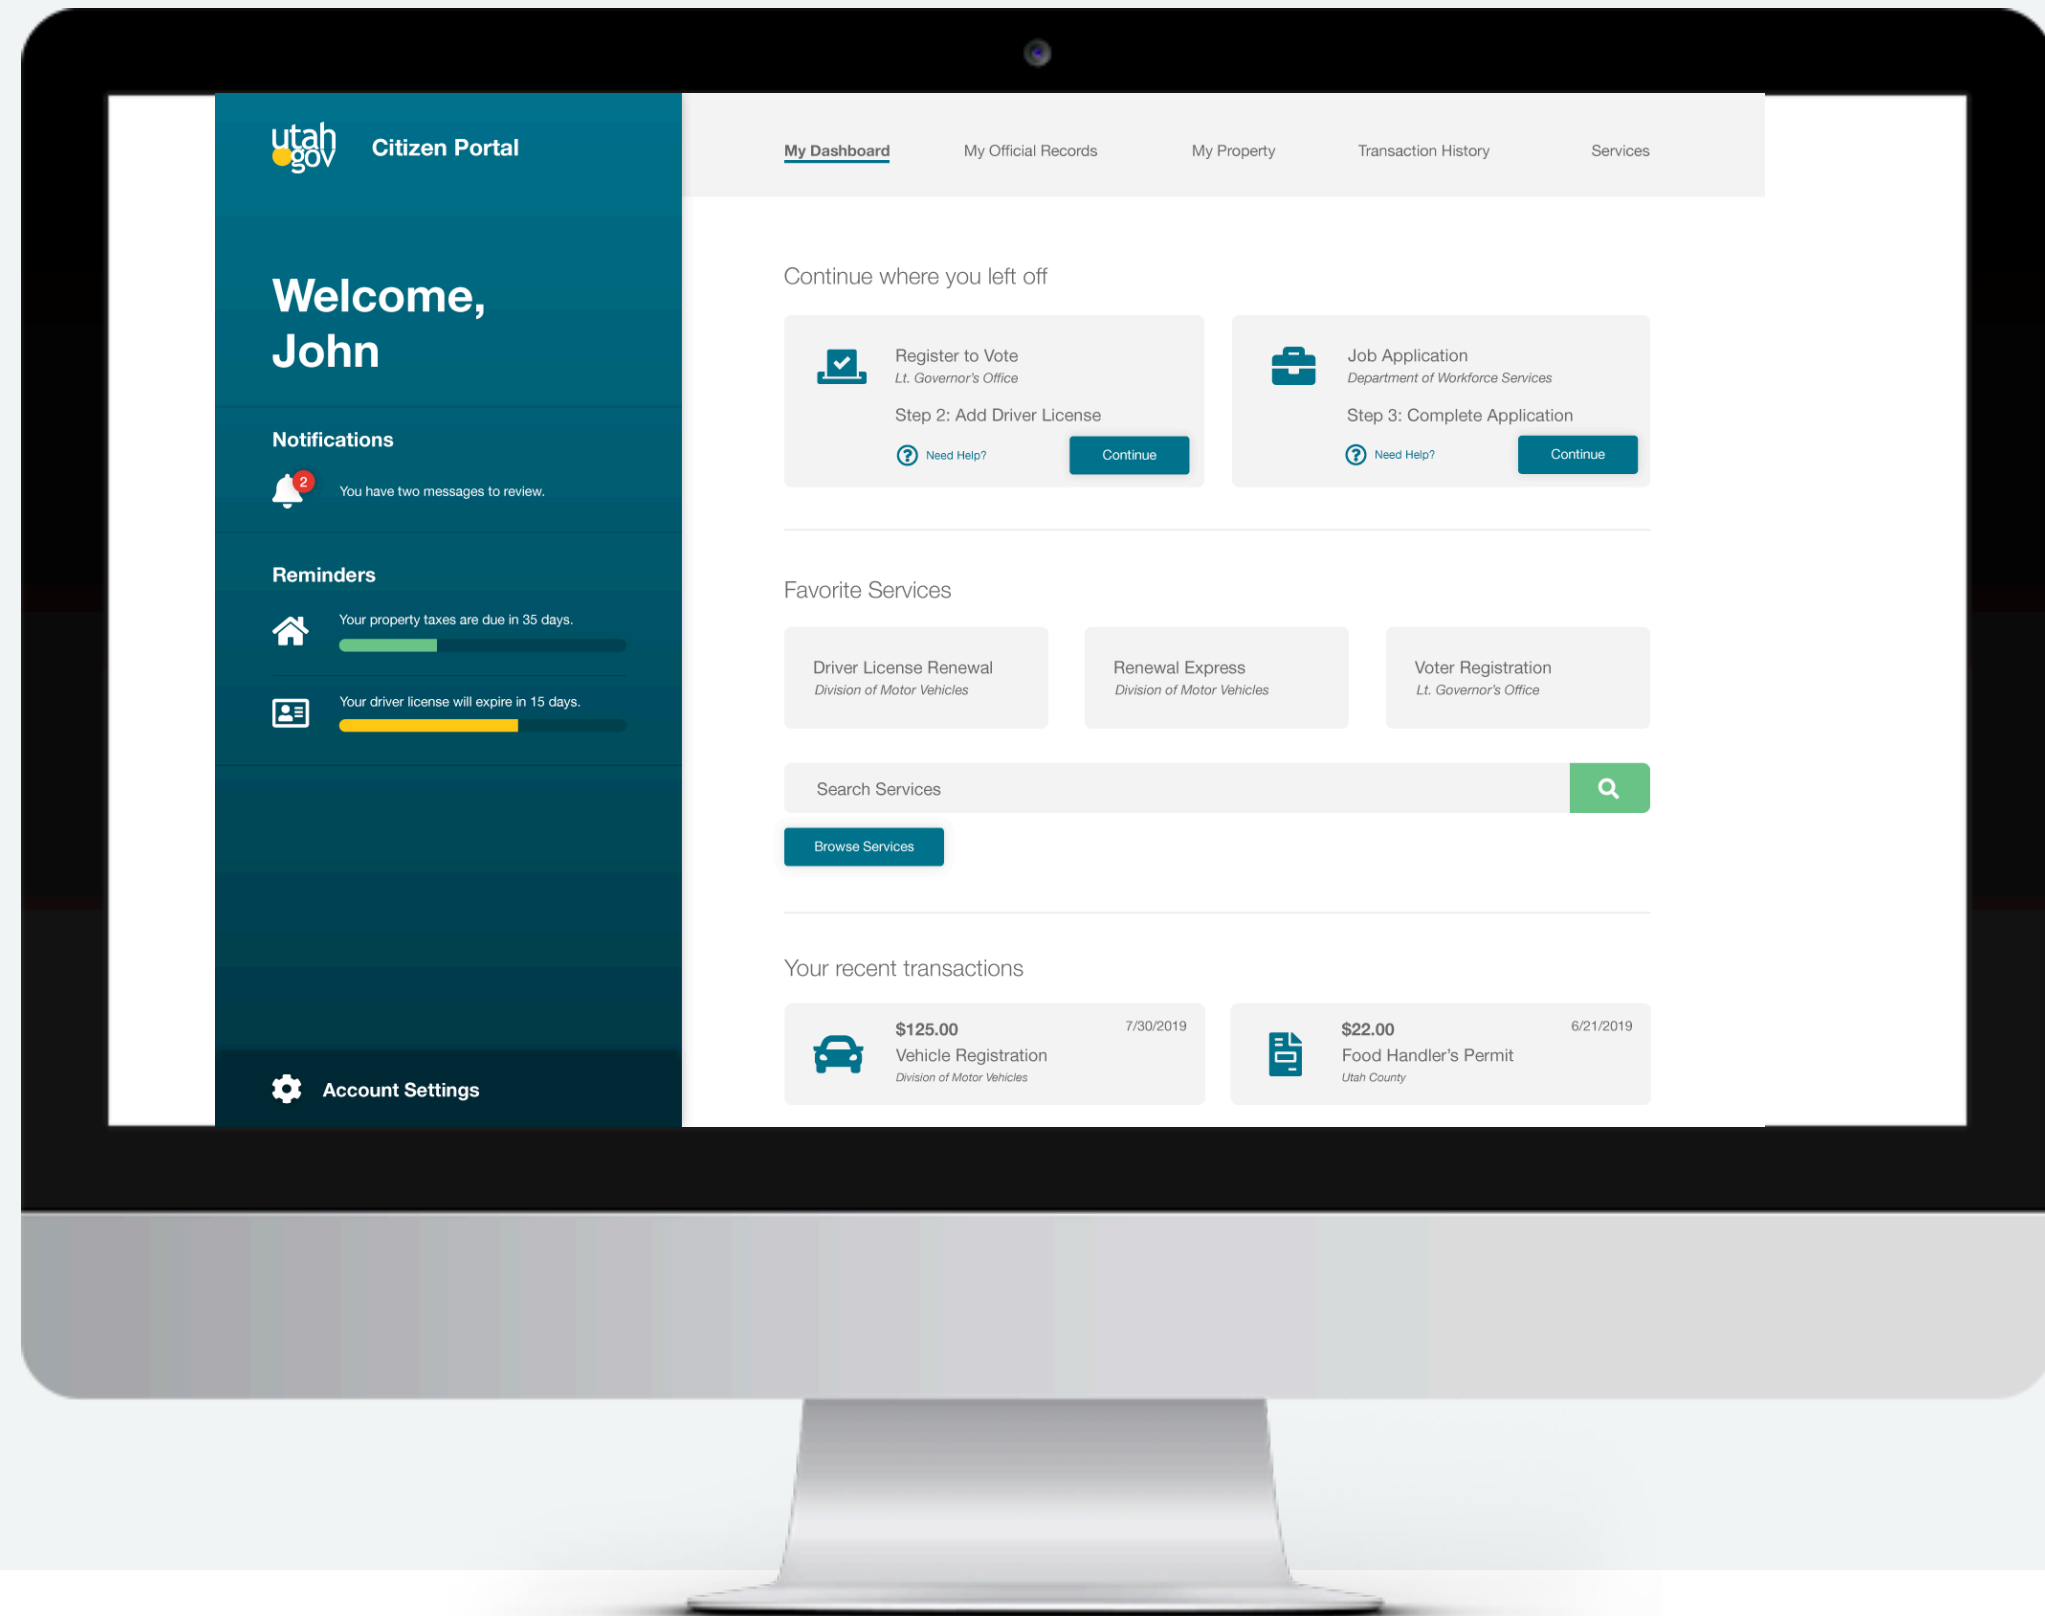 utah
gov
Citizen Portal
My Dashboard
My Official Records
My Property
Transaction History
Services
Welcome,
John
Notifications
2
You have two messages to review.
Reminders
Your property taxes are due in 35 days.
Your driver license will expire in 15 days.
Account Settings
Continue where you left off
Register to Vote
Lt. Governor's Office
Step 2: Add Driver License
? Need Help?
Continue
Job Application
Department of Workforce Services
Step 3: Complete Application
? Need Help?
Continue
Favorite Services
Driver License Renewal
Division of Motor Vehicles
Renewal Express
Division of Motor Vehicles
Voter Registration
Lt. Governor's Office
Search Services
Browse Services
Your recent transactions
$125.00
7/30/2019
Vehicle Registration
Division of Motor Vehicles
$22.00
6/21/2019
Food Handler's Permit
Utah County